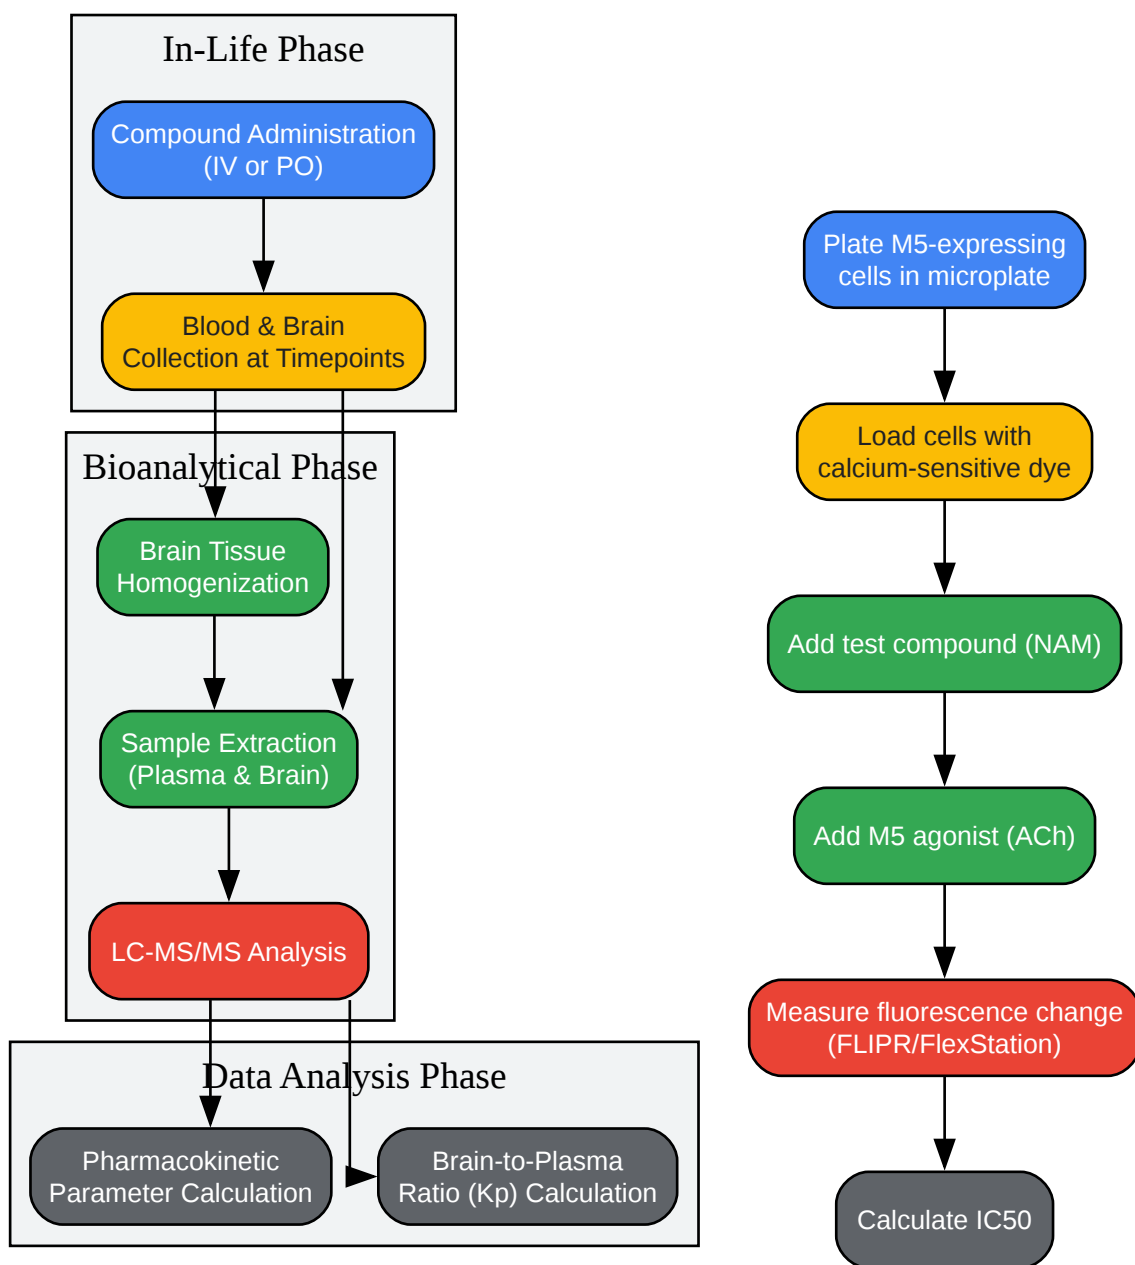 In-Life Phase
Compound Administration
(IV or PO)
Blood & Brain
Collection at Timepoints
Bioanalytical Phase
Brain Tissue
Homogenization
Sample Extraction
(Plasma & Brain)
LC-MS/MS Analysis
Data Analysis Phase
Pharmacokinetic
Parameter Calculation
Brain-to-Plasma
Ratio (Kp) Calculation
Plate M5-expressing
cells in microplate
Load cells with
calcium-sensitive dye
Add test compound (NAM)
Add M5 agonist (ACh)
Measure fluorescence change
(FLIPR/FlexStation)
Calculate IC50